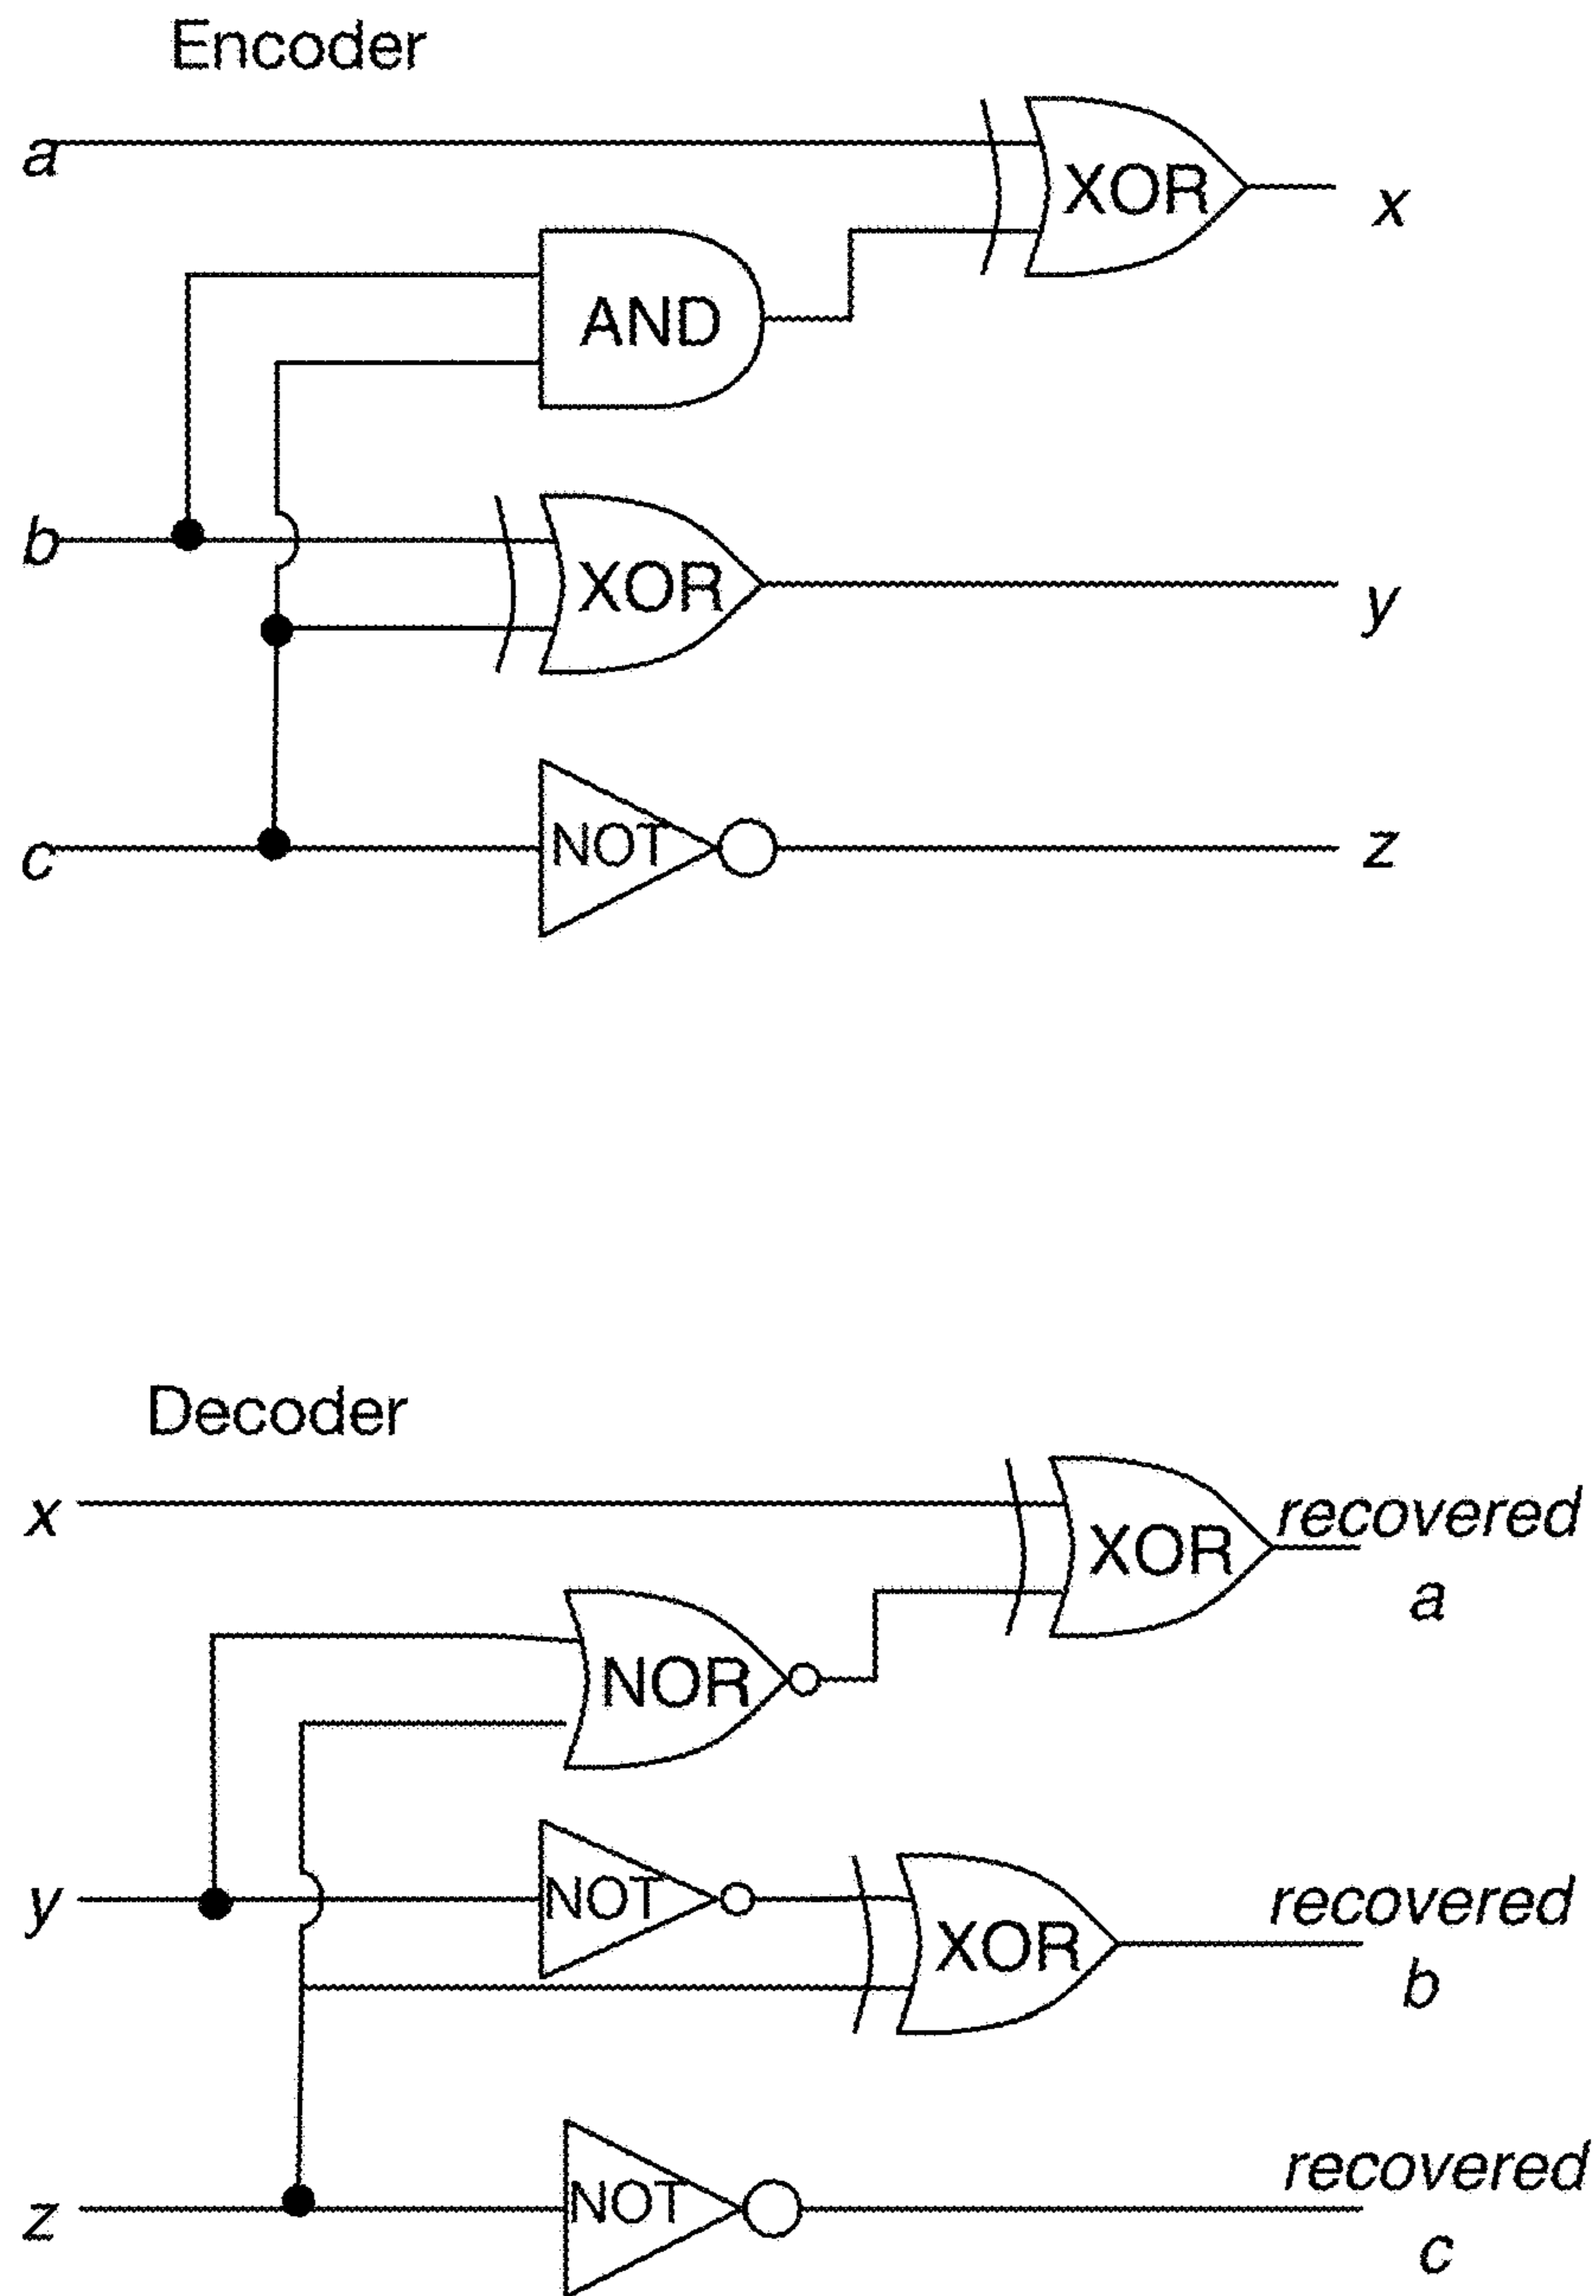 Encoder
a
XOR
x
AND
b
XOR
y
c
NOT
z
Decoder
x
XOR
recovered
a
NOR
y
NOT
XOR
recovered
b
z
NOT
recovered
c